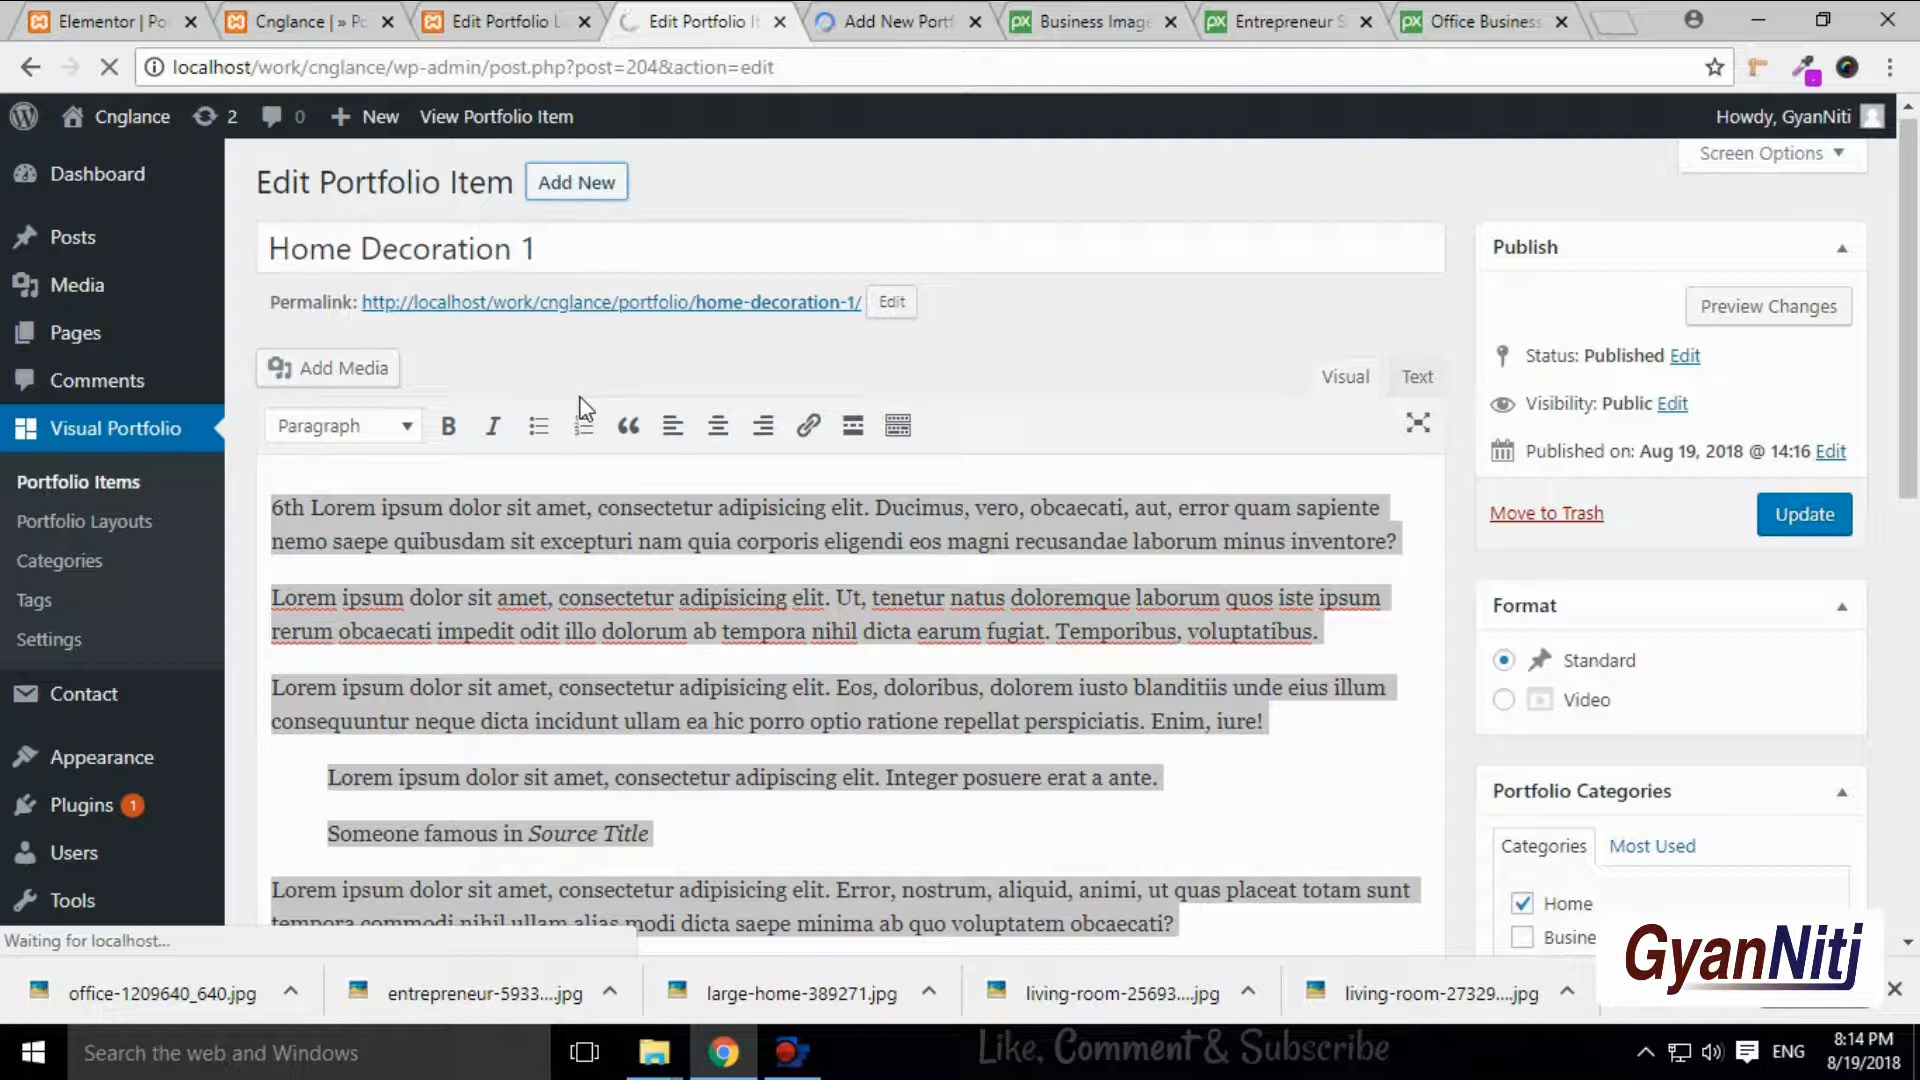 Elementor | Po
Cnglance | » Po
Edit Portfolio L
Edit Portfolio It
Add New Portf
Business Image
Entrepreneur S
Office Business
localhost/work/cnglance/wp-admin/post.php?post=204&action=edit
Cnglance 2 0 New View Portfolio Item Howdy, GyanNiti
Screen Options
Dashboard
Posts
Media
Pages
Comments
Visual Portfolio
Portfolio Items
Portfolio Layouts
Categories
Tags
Settings
Contact
Appearance
Plugins 1
Users
Tools
Edit Portfolio Item Add New
Home Decoration 1
Permalink: http://localhost/work/cnglance/portfolio/home-decoration-1/ Edit
Add Media
Visual Text
Paragraph
6th Lorem ipsum dolor sit amet, consectetur adipisicing elit. Ducimus, vero, obcaecati, aut, error quam sapiente
nemo saepe quibusdam sit excepturi nam quia corporis eligendi eos magni recusandae laborum minus inventore?
Lorem ipsum dolor sit amet, consectetur adipisicing elit. Ut, tenetur natus doloremque laborum quos iste ipsum
rerum obcaecati impedit odit illo dolorum ab tempora nihil dicta earum fugiat. Temporibus, voluptatibus.
Lorem ipsum dolor sit amet, consectetur adipisicing elit. Eos, doloribus, dolorem iusto blanditiis unde eius illum
consequuntur neque dicta incidunt ullam ea hic porro optio ratione repellat perspiciatis. Enim, iure!
Lorem ipsum dolor sit amet, consectetur adipiscing elit. Integer posuere erat a ante.
Someone famous in Source Title
Lorem ipsum dolor sit amet, consectetur adipisicing elit. Error, nostrum, aliquid, animi, ut quas placeat totam sunt
tempora commodi nihil ullam alias modi dicta saepe minima ab quo voluptatem obcaecati?
Publish
Preview Changes
Status: Published Edit
Visibility: Public Edit
Published on: Aug 19, 2018 @ 14:16 Edit
Move to Trash Update
Format
Standard
Video
Portfolio Categories
Categories Most Used
Home
Busine
GyanNiti
Waiting for localhost...
office-1209640_640.jpg
entrepreneur-5933....jpg
large-home-389271.jpg
living-room-25693....jpg
living-room-27329....jpg
Search the web and Windows
Like, Comment & Subscribe
ENG
8:14 PM
8/19/2018